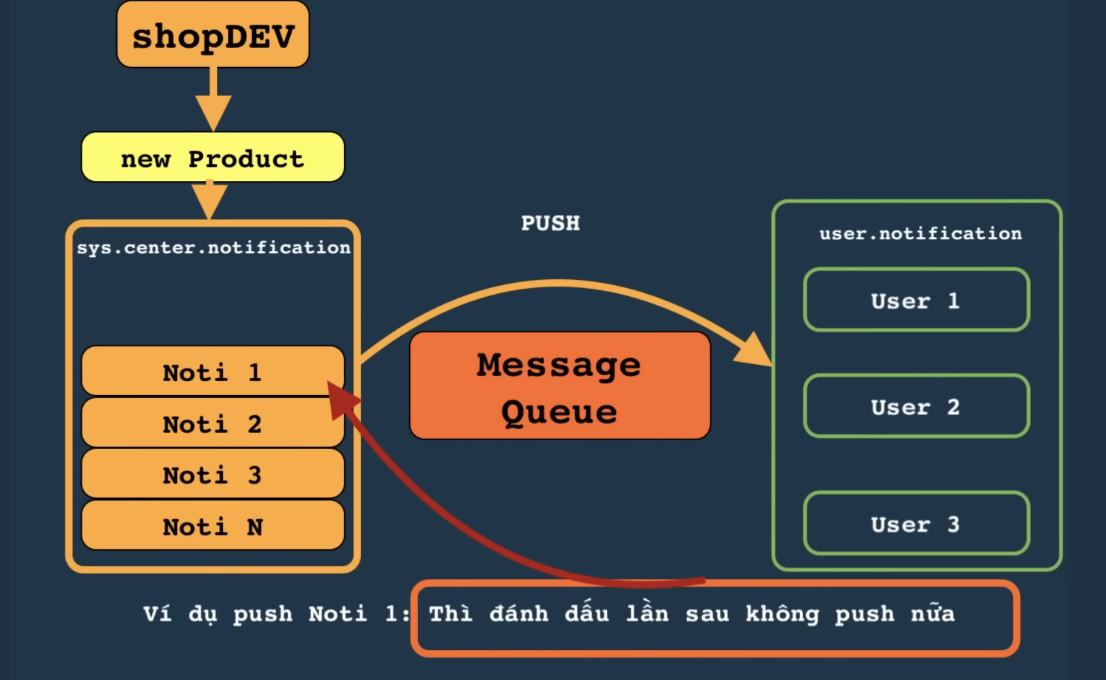 shopDEV
new Product
sys.center.notification
Noti 1
Noti 2
Noti 3
Noti N
PUSH
Message
Queue
user.notification
User 1
User 2
User 3
Ví dụ push Noti 1: Thì đánh dấu lần sau không push nữa